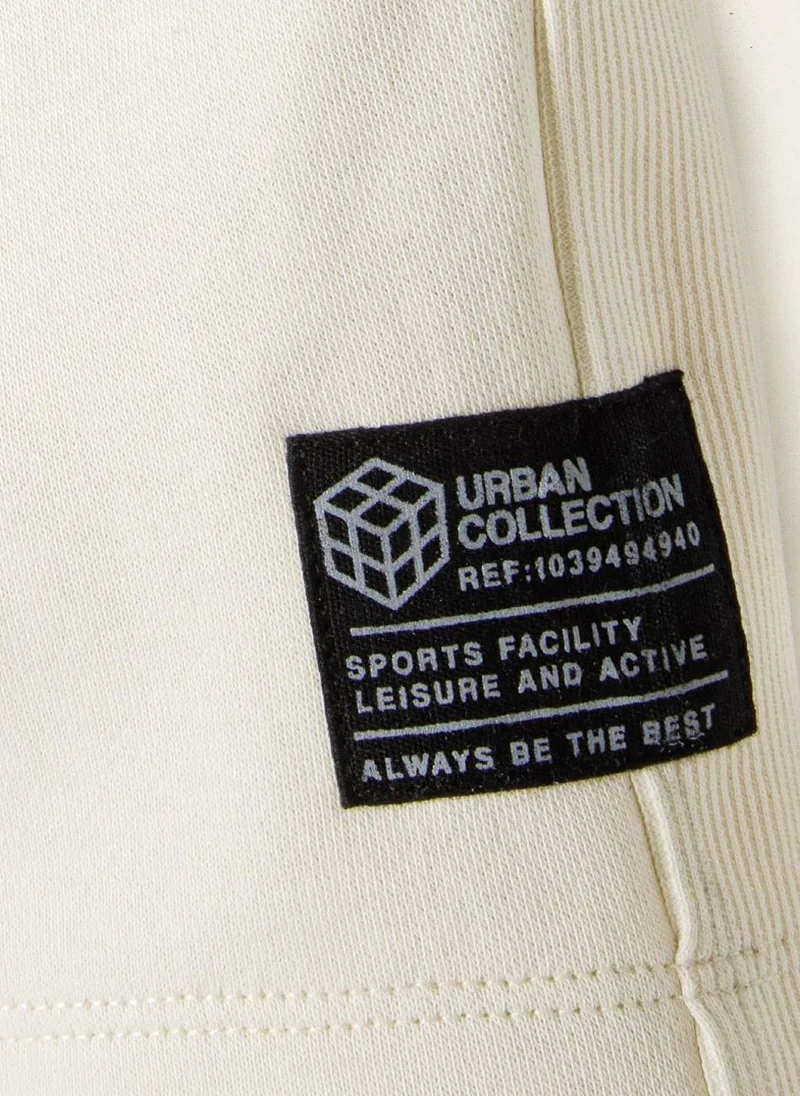 URBAN
COLLECTION
REF:1039494940
SPORTS FACILITY
LEISURE AND ACTIVE
ALWAYS BE THE BEST